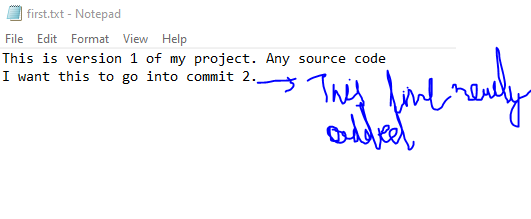 first.txt - Notepad
File Edit Format View Help
This is version 1 of my project. Any source code
I want this to go into commit 2.
This line newly
added